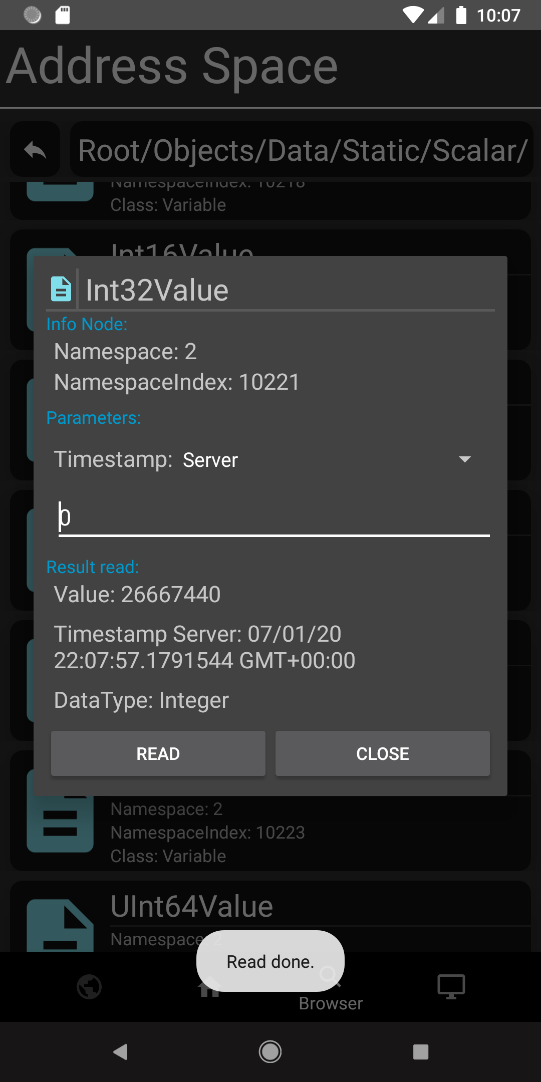 10:07
Address Space
Root/Objects/Data/Static/Scalar/
NamespaceIndex: 10218
Class: Variable
Int16Value
Int32Value
Info Node:
Namespace: 2
NamespaceIndex: 10221
Parameters:
Timestamp: Server
0
Result read:
Value: 26667440
Timestamp Server: 07/01/20
22:07:57.1791544 GMT+00:00
DataType: Integer
READ CLOSE
Namespace: 2
NamespaceIndex: 10223
Class: Variable
UInt64Value
Namespace: 2
Read done.
Browser